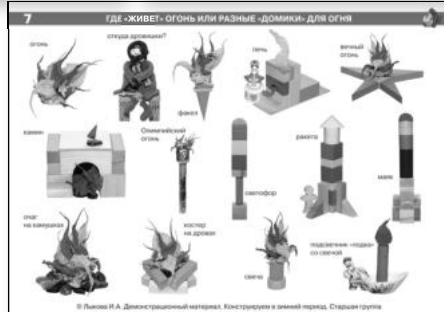 7
ГДЕ «ЖИВЕТ» ОГОНЬ ИЛИ РАЗНЫЕ «ДОМИКИ» ДЛЯ ОГНЯ
огонь
откуда дровишки?
факел
печь
вечный
огонь
камин
Олимпийский
огонь
светофор
ракета
маяк
очаг
на камушках
костер
на дровах
свеча
подсвечник «лодка»
со свечой
© Лыкова И.А. Демонстрационный материал. Конструируем в зимний период. Старшая группа